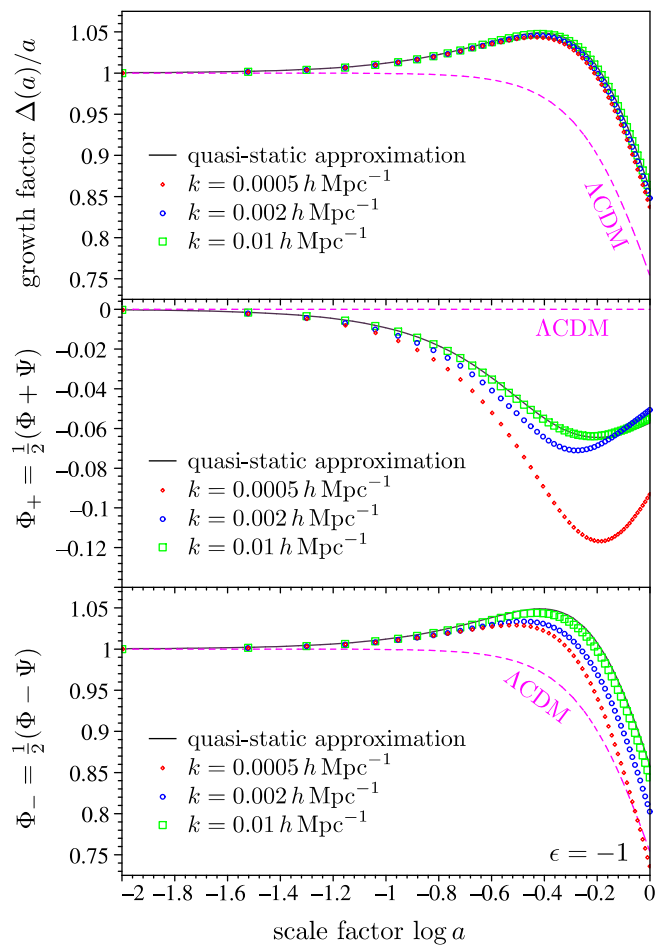 growth factor Δ(a)/a
1.05
1
0.95
0.9
0.85
0.8
0.75
quasi-static approximation
k = 0.0005 h Mpc⁻¹
k = 0.002 h Mpc⁻¹
k = 0.01 h Mpc⁻¹
ΛCDM
Φ₊ = ½(Φ + Ψ)
0
−0.02
−0.04
−0.06
−0.08
−0.1
−0.12
ΛCDM
quasi-static approximation
k = 0.0005 h Mpc⁻¹
k = 0.002 h Mpc⁻¹
k = 0.01 h Mpc⁻¹
Φ₋ = ½(Φ − Ψ)
1.05
1
0.95
0.9
0.85
0.8
0.75
ΛCDM
quasi-static approximation
k = 0.0005 h Mpc⁻¹
k = 0.002 h Mpc⁻¹
k = 0.01 h Mpc⁻¹
ϵ = −1
−2 −1.8 −1.6 −1.4 −1.2 −1 −0.8 −0.6 −0.4 −0.2 0
scale factor log a